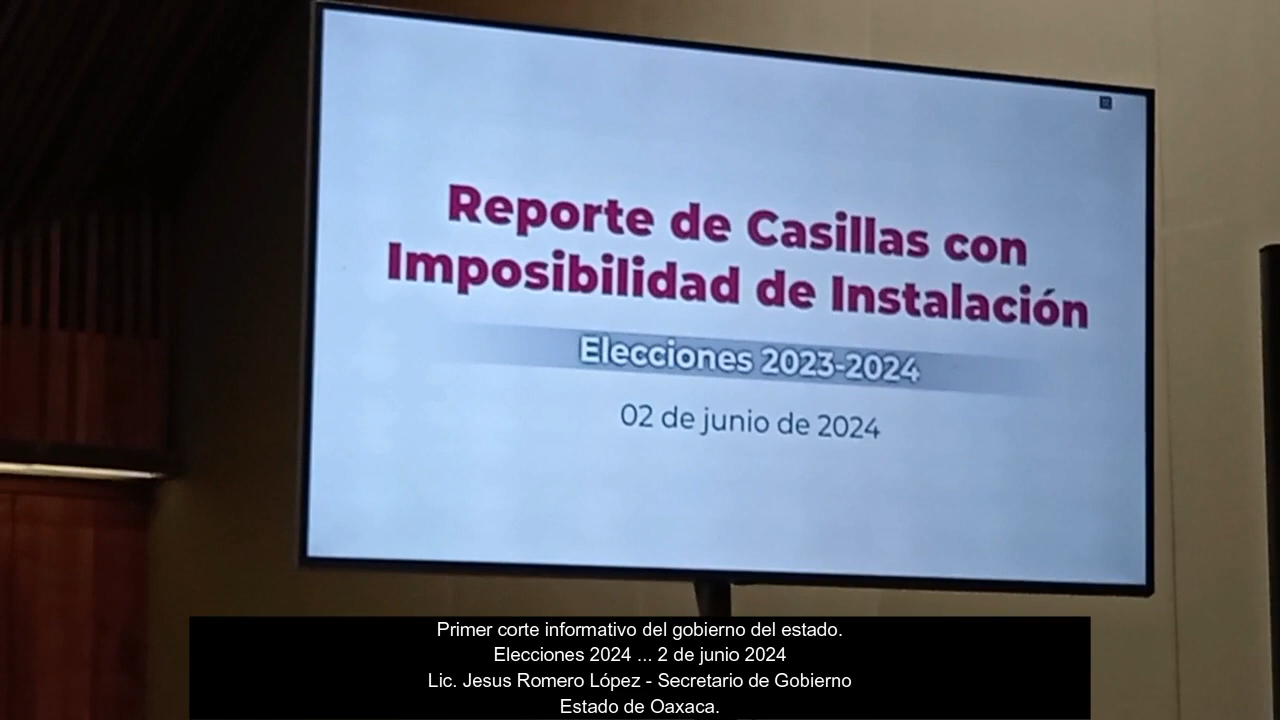 Reporte de Casillas con
Imposibilidad de Instalación
Elecciones 2023-2024
02 de junio de 2024
Primer corte informativo del gobierno del estado.
Elecciones 2024 ... 2 de junio 2024
Lic. Jesus Romero López - Secretario de Gobierno
Estado de Oaxaca.